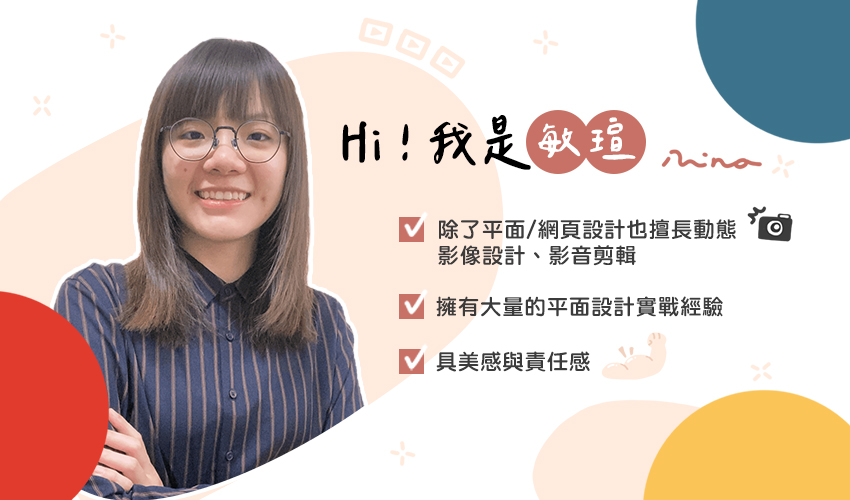 Hi！我是敏瑄
Nina
除了平面/網頁設計也擅長動態
影像設計、影音剪輯
擁有大量的平面設計實戰經驗
具美感與責任感